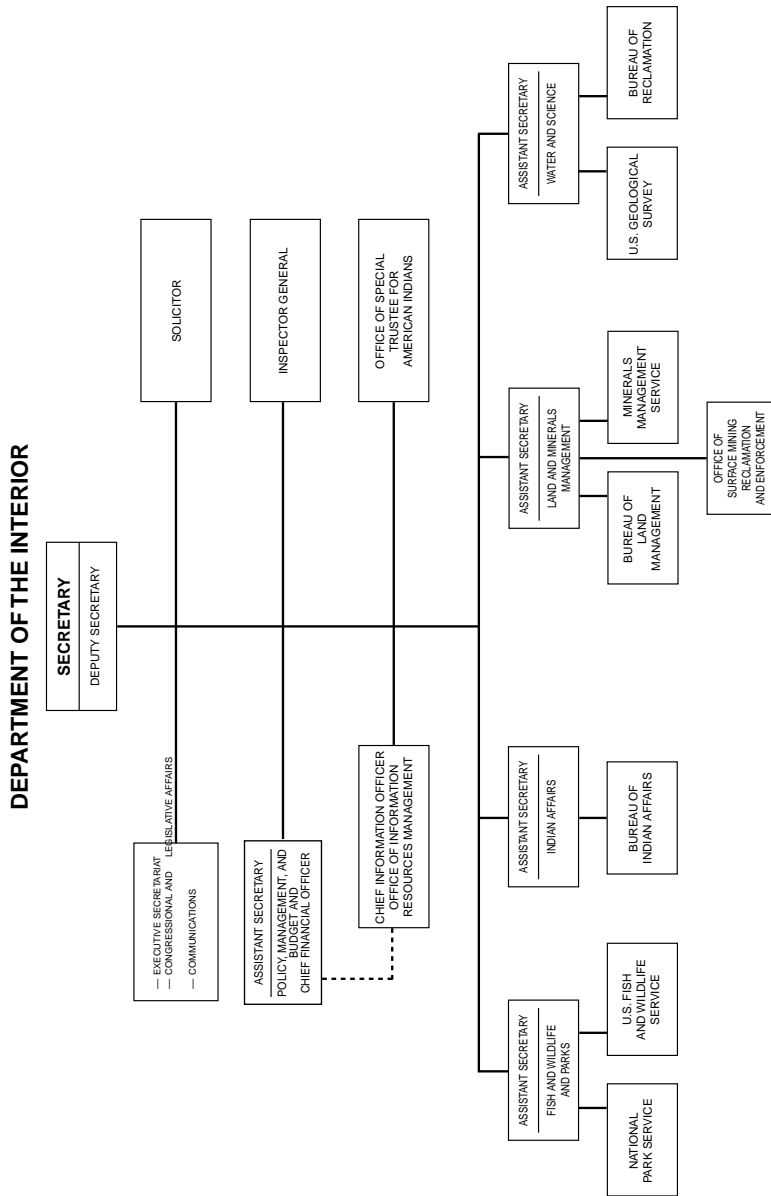 DEPARTMENT OF THE INTERIOR
SECRETARY
DEPUTY SECRETARY
— EXECUTIVE SECRETARIAT
— CONGRESSIONAL AND
LEGISLATIVE AFFAIRS
— COMMUNICATIONS
SOLICITOR
ASSISTANT SECRETARY
POLICY, MANAGEMENT, AND
BUDGET AND
CHIEF FINANCIAL OFFICER
INSPECTOR GENERAL
CHIEF INFORMATION OFFICER
OFFICE OF INFORMATION
RESOURCES MANAGEMENT
OFFICE OF SPECIAL
TRUSTEE FOR
AMERICAN INDIANS
ASSISTANT SECRETARY
FISH AND WILDLIFE
AND PARKS
ASSISTANT SECRETARY
INDIAN AFFAIRS
ASSISTANT SECRETARY
LAND AND MINERALS
MANAGEMENT
ASSISTANT SECRETARY
WATER AND SCIENCE
NATIONAL
PARK SERVICE
U.S. FISH
AND WILDLIFE
SERVICE
BUREAU OF
INDIAN AFFAIRS
BUREAU OF
LAND
MANAGEMENT
MINERALS
MANAGEMENT
SERVICE
U.S. GEOLOGICAL
SURVEY
BUREAU OF
RECLAMATION
OFFICE OF
SURFACE MINING
RECLAMATION
AND ENFORCEMENT